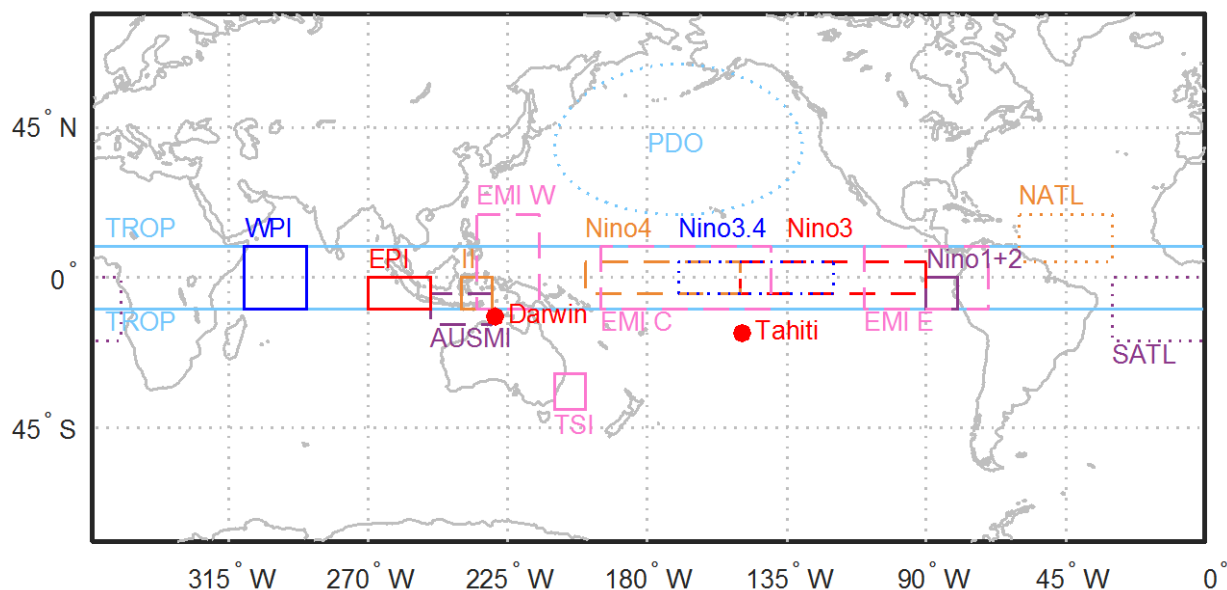 45° N
PDO
EMI W
NATL
TROP
WPI
Nino4
Nino3.4
Nino3
EPI
II
Nino1+2
0°
TROP
Darwin
EMI C
EMI E
AUSMI
Tahiti
SATL
TSI
45° S
315° W
270° W
225° W
180° W
135° W
90° W
45° W
0°